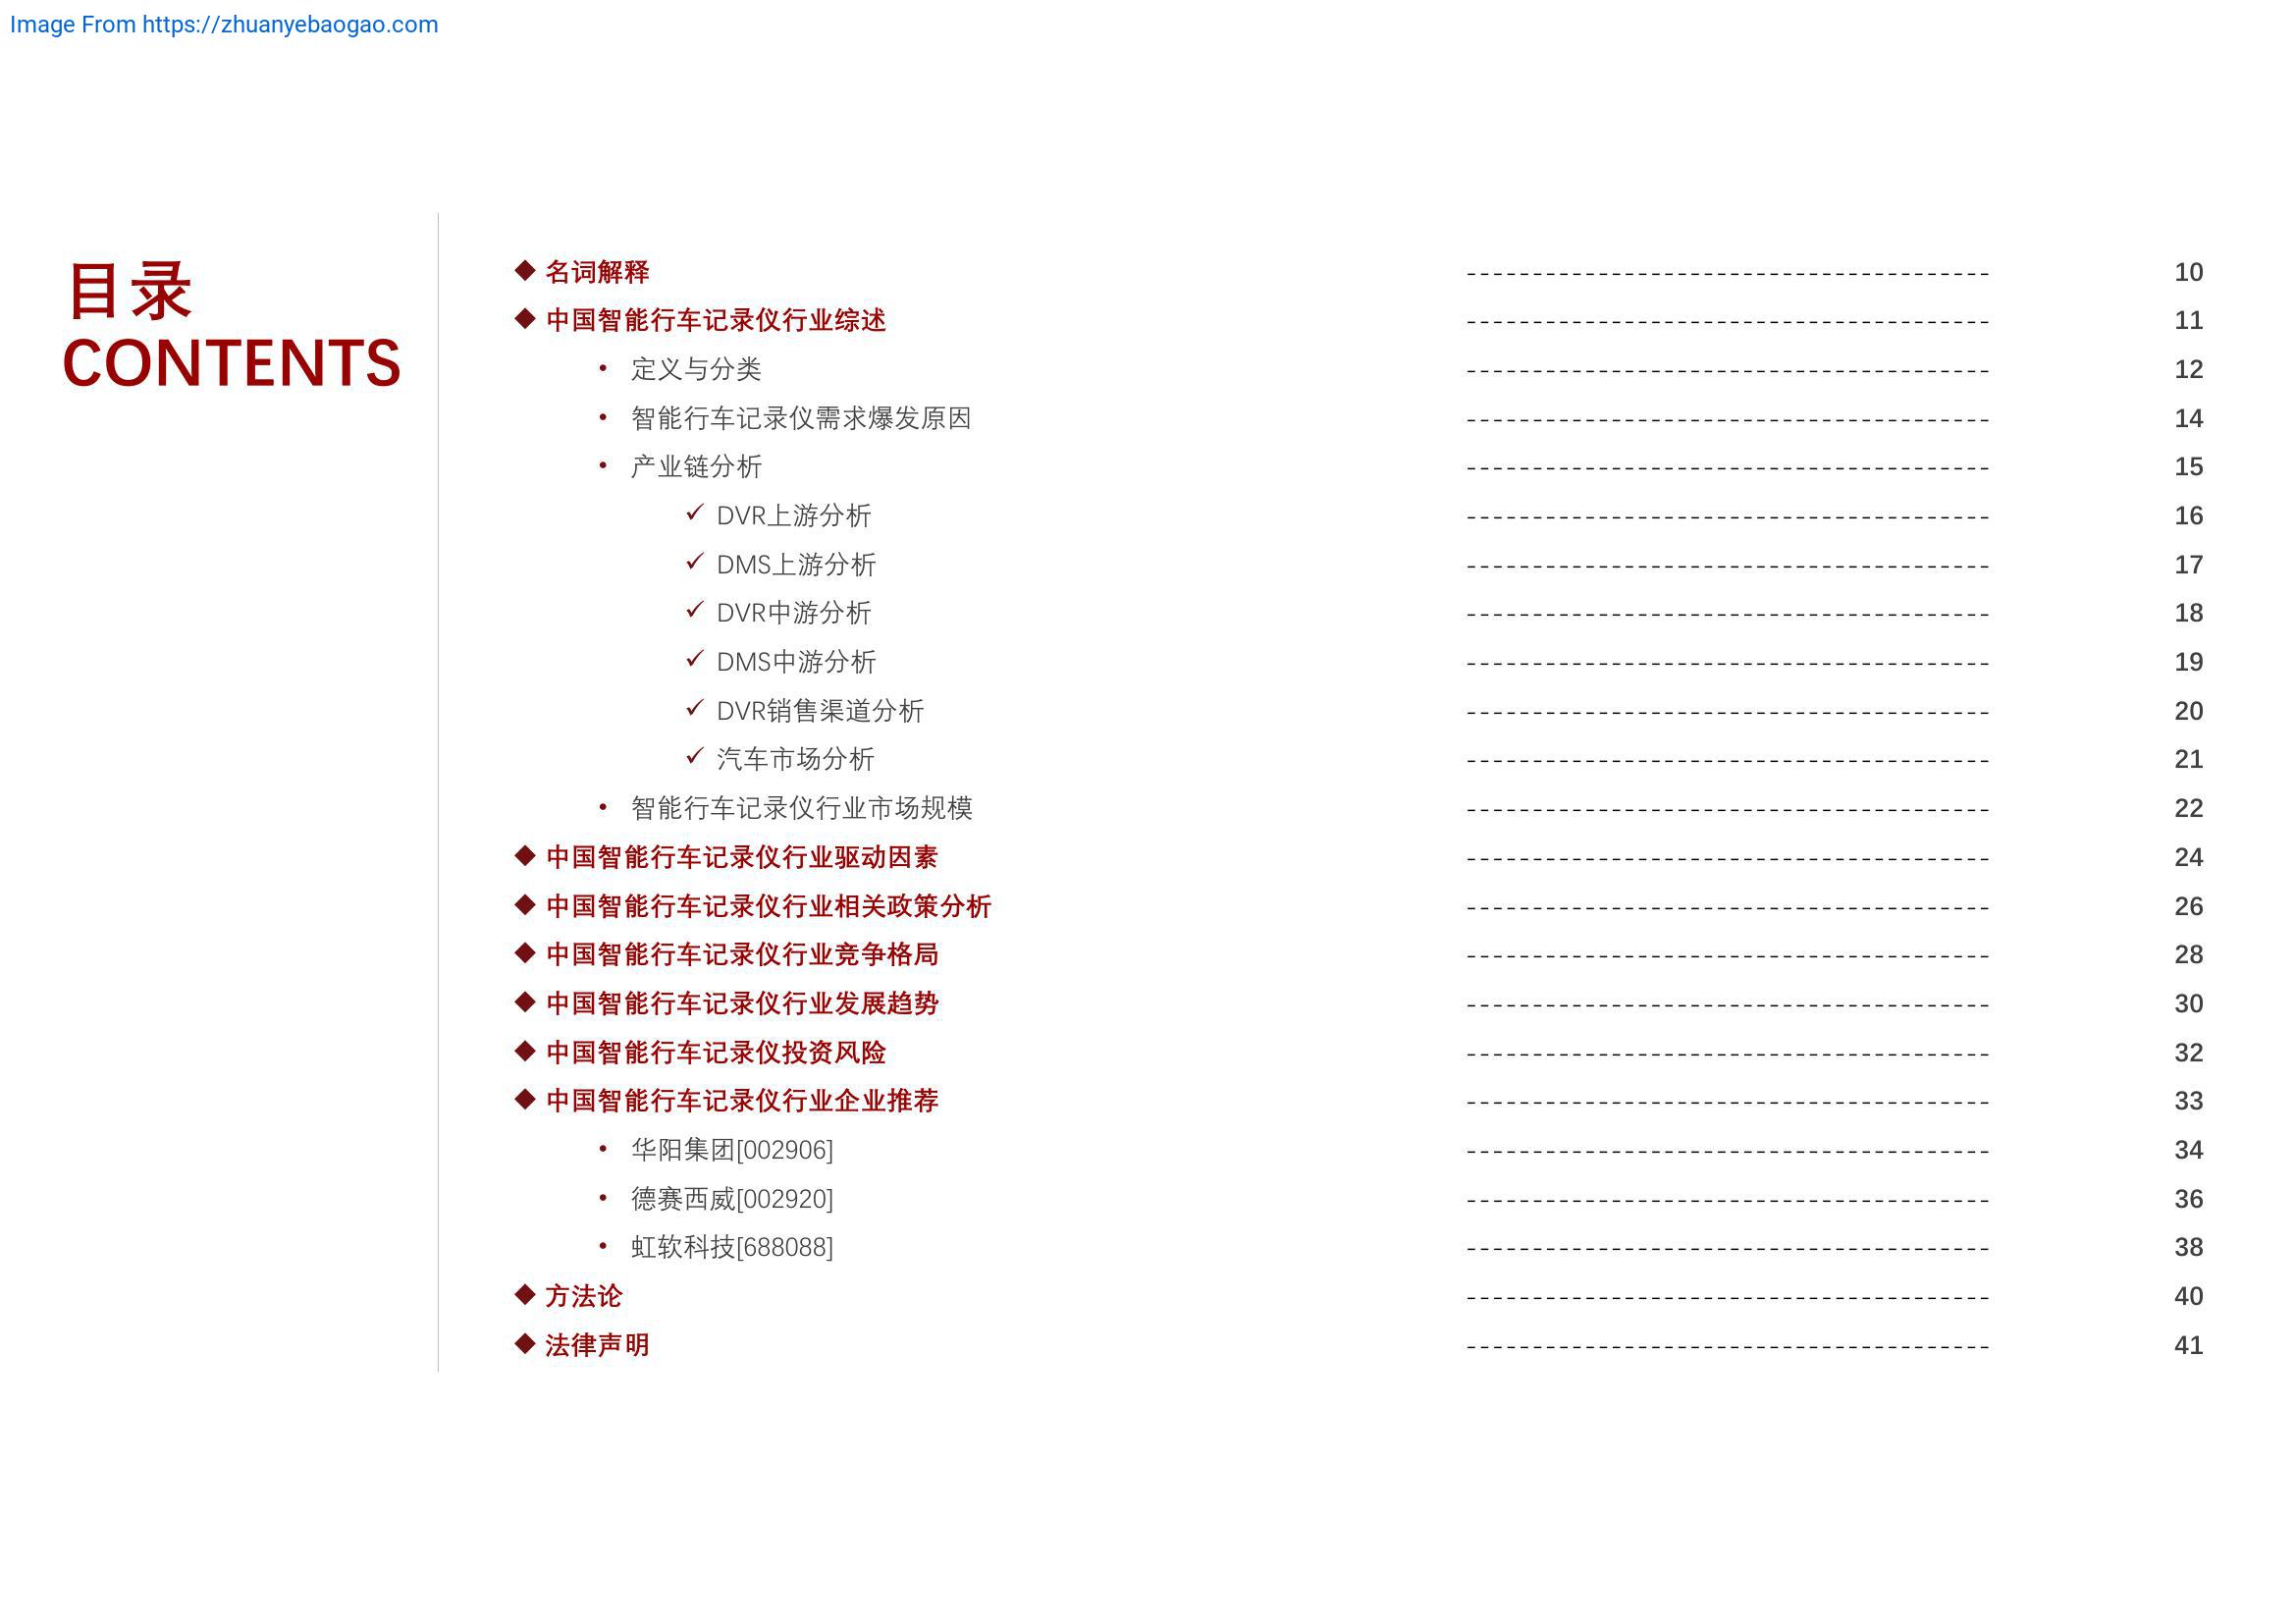 Image From https://zhuanyebaogao.com
目录
CONTENTS
◆ 名词解释 ---------------------------------------- 10
◆ 中国智能行车记录仪行业综述 ---------------------------------------- 11
• 定义与分类 ---------------------------------------- 12
• 智能行车记录仪需求爆发原因 ---------------------------------------- 14
• 产业链分析 ---------------------------------------- 15
✓ DVR上游分析 ---------------------------------------- 16
✓ DMS上游分析 ---------------------------------------- 17
✓ DVR中游分析 ---------------------------------------- 18
✓ DMS中游分析 ---------------------------------------- 19
✓ DVR销售渠道分析 ---------------------------------------- 20
✓ 汽车市场分析 ---------------------------------------- 21
• 智能行车记录仪行业市场规模 ---------------------------------------- 22
◆ 中国智能行车记录仪行业驱动因素 ---------------------------------------- 24
◆ 中国智能行车记录仪行业相关政策分析 ---------------------------------------- 26
◆ 中国智能行车记录仪行业竞争格局 ---------------------------------------- 28
◆ 中国智能行车记录仪行业发展趋势 ---------------------------------------- 30
◆ 中国智能行车记录仪投资风险 ---------------------------------------- 32
◆ 中国智能行车记录仪行业企业推荐 ---------------------------------------- 33
• 华阳集团[002906] ---------------------------------------- 34
• 德赛西威[002920] ---------------------------------------- 36
• 虹软科技[688088] ---------------------------------------- 38
◆ 方法论 ---------------------------------------- 40
◆ 法律声明 ---------------------------------------- 41